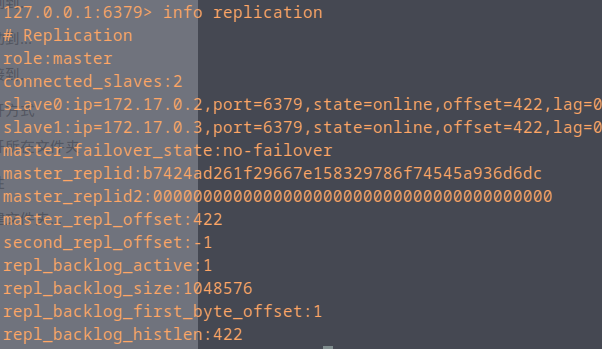 127.0.0.1:6379> info replication
# Replication
role:master
connected_slaves:2
slave0:ip=172.17.0.2,port=6379,state=online,offset=422,lag=0
slave1:ip=172.17.0.3,port=6379,state=online,offset=422,lag=0
master_failover_state:no-failover
master_replid:b7424ad261f29667e158329786f74545a936d6dc
master_replid2:0000000000000000000000000000000000000000
master_repl_offset:422
second_repl_offset:-1
repl_backlog_active:1
repl_backlog_size:1048576
repl_backlog_first_byte_offset:1
repl_backlog_histlen:422